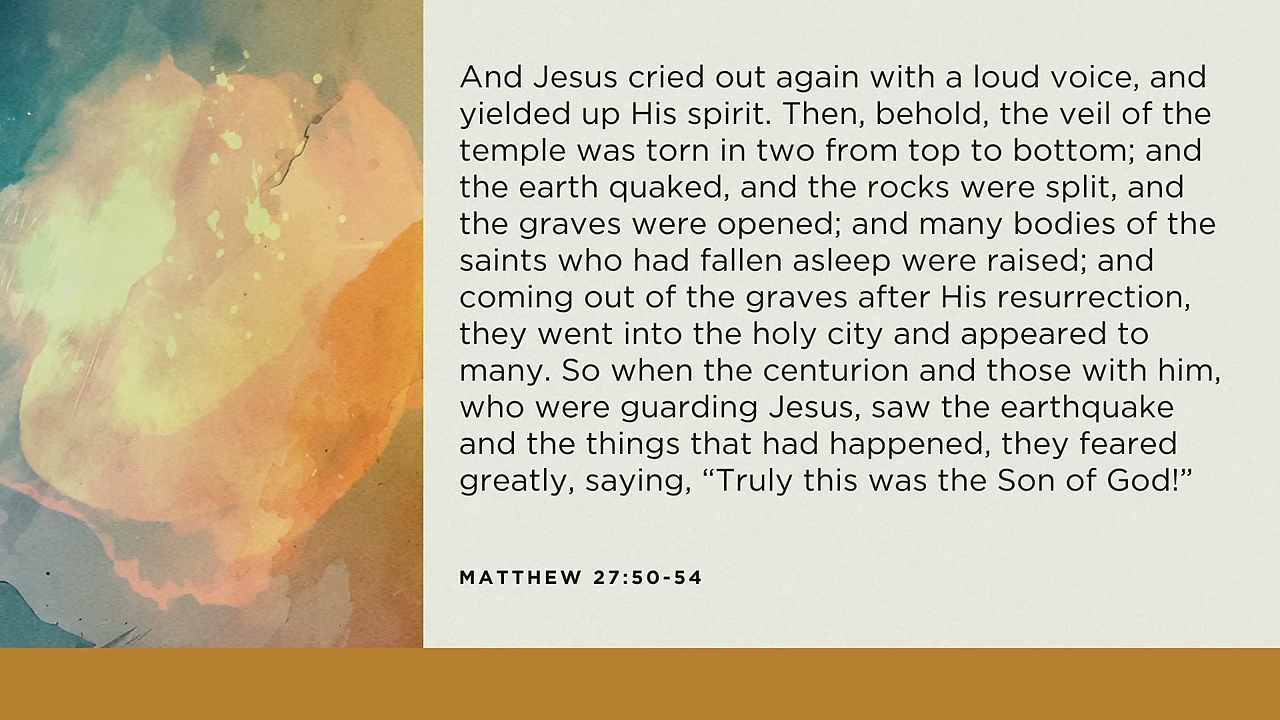 And Jesus cried out again with a loud voice, and
yielded up His spirit. Then, behold, the veil of the
temple was torn in two from top to bottom; and
the earth quaked, and the rocks were split, and
the graves were opened; and many bodies of the
saints who had fallen asleep were raised; and
coming out of the graves after His resurrection,
they went into the holy city and appeared to
many. So when the centurion and those with him,
who were guarding Jesus, saw the earthquake
and the things that had happened, they feared
greatly, saying, “Truly this was the Son of God!”
MATTHEW 27:50-54